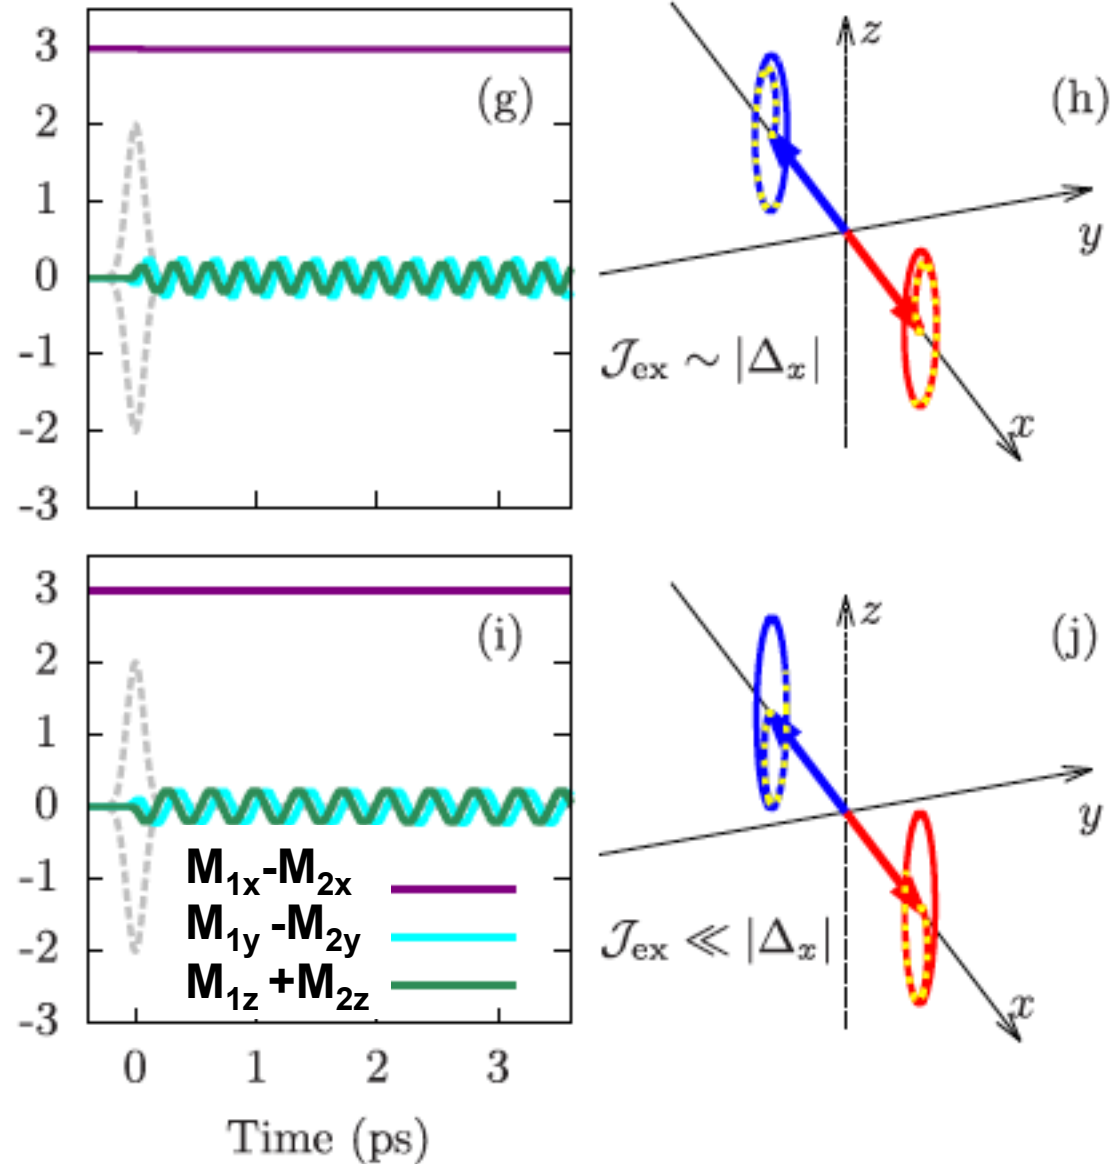 3
2
1
0
-1
-2
-3
(g)
z
(h)
y
𝒥ex ∼ |Δx|
x
3
2
1
0
-1
-2
-3
(i)
M1x-M2x
M1y -M2y
M1z +M2z
0 1 2 3
Time (ps)
z
(j)
y
𝒥ex ≪ |Δx|
x